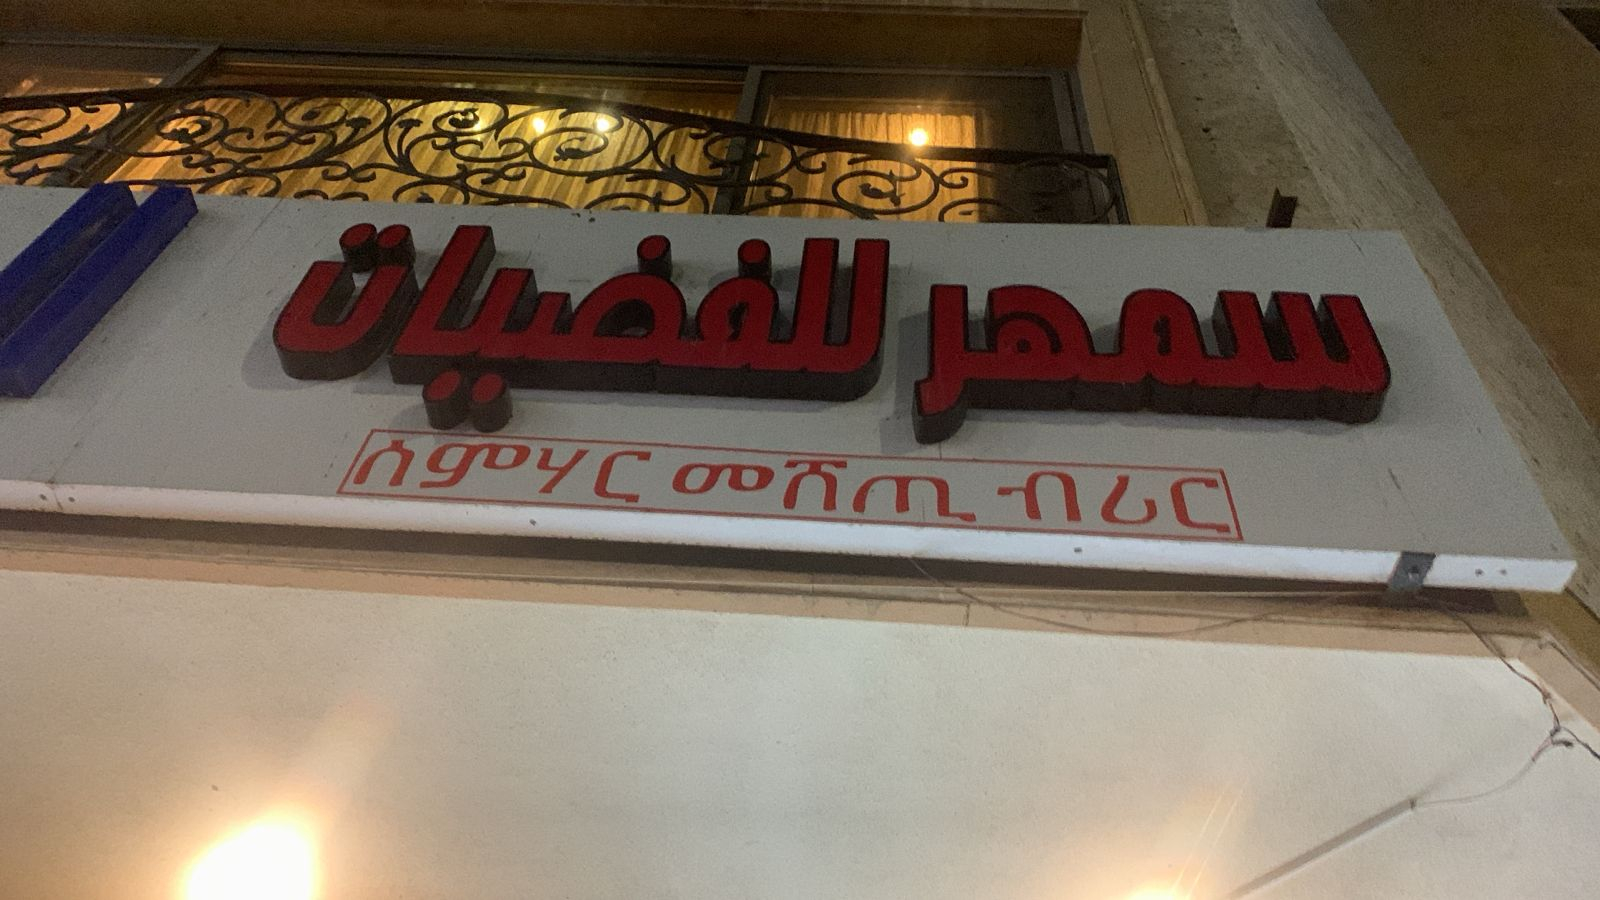 سمهر للفضيات
ሰምሃር መሸጢ ብሩር